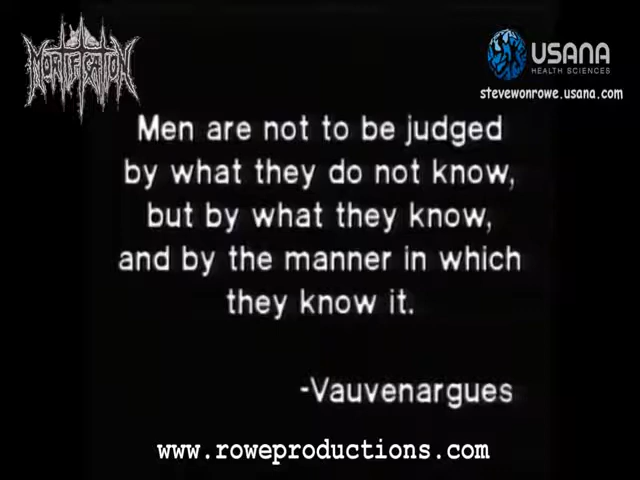 MORTIFICATION
USANA
HEALTH SCIENCES
stevewonrowe.usana.com
Men are not to be judged
by what they do not know,
but by what they know,
and by the manner in which
they know it.
-Vauvenargues
www.roweproductions.com